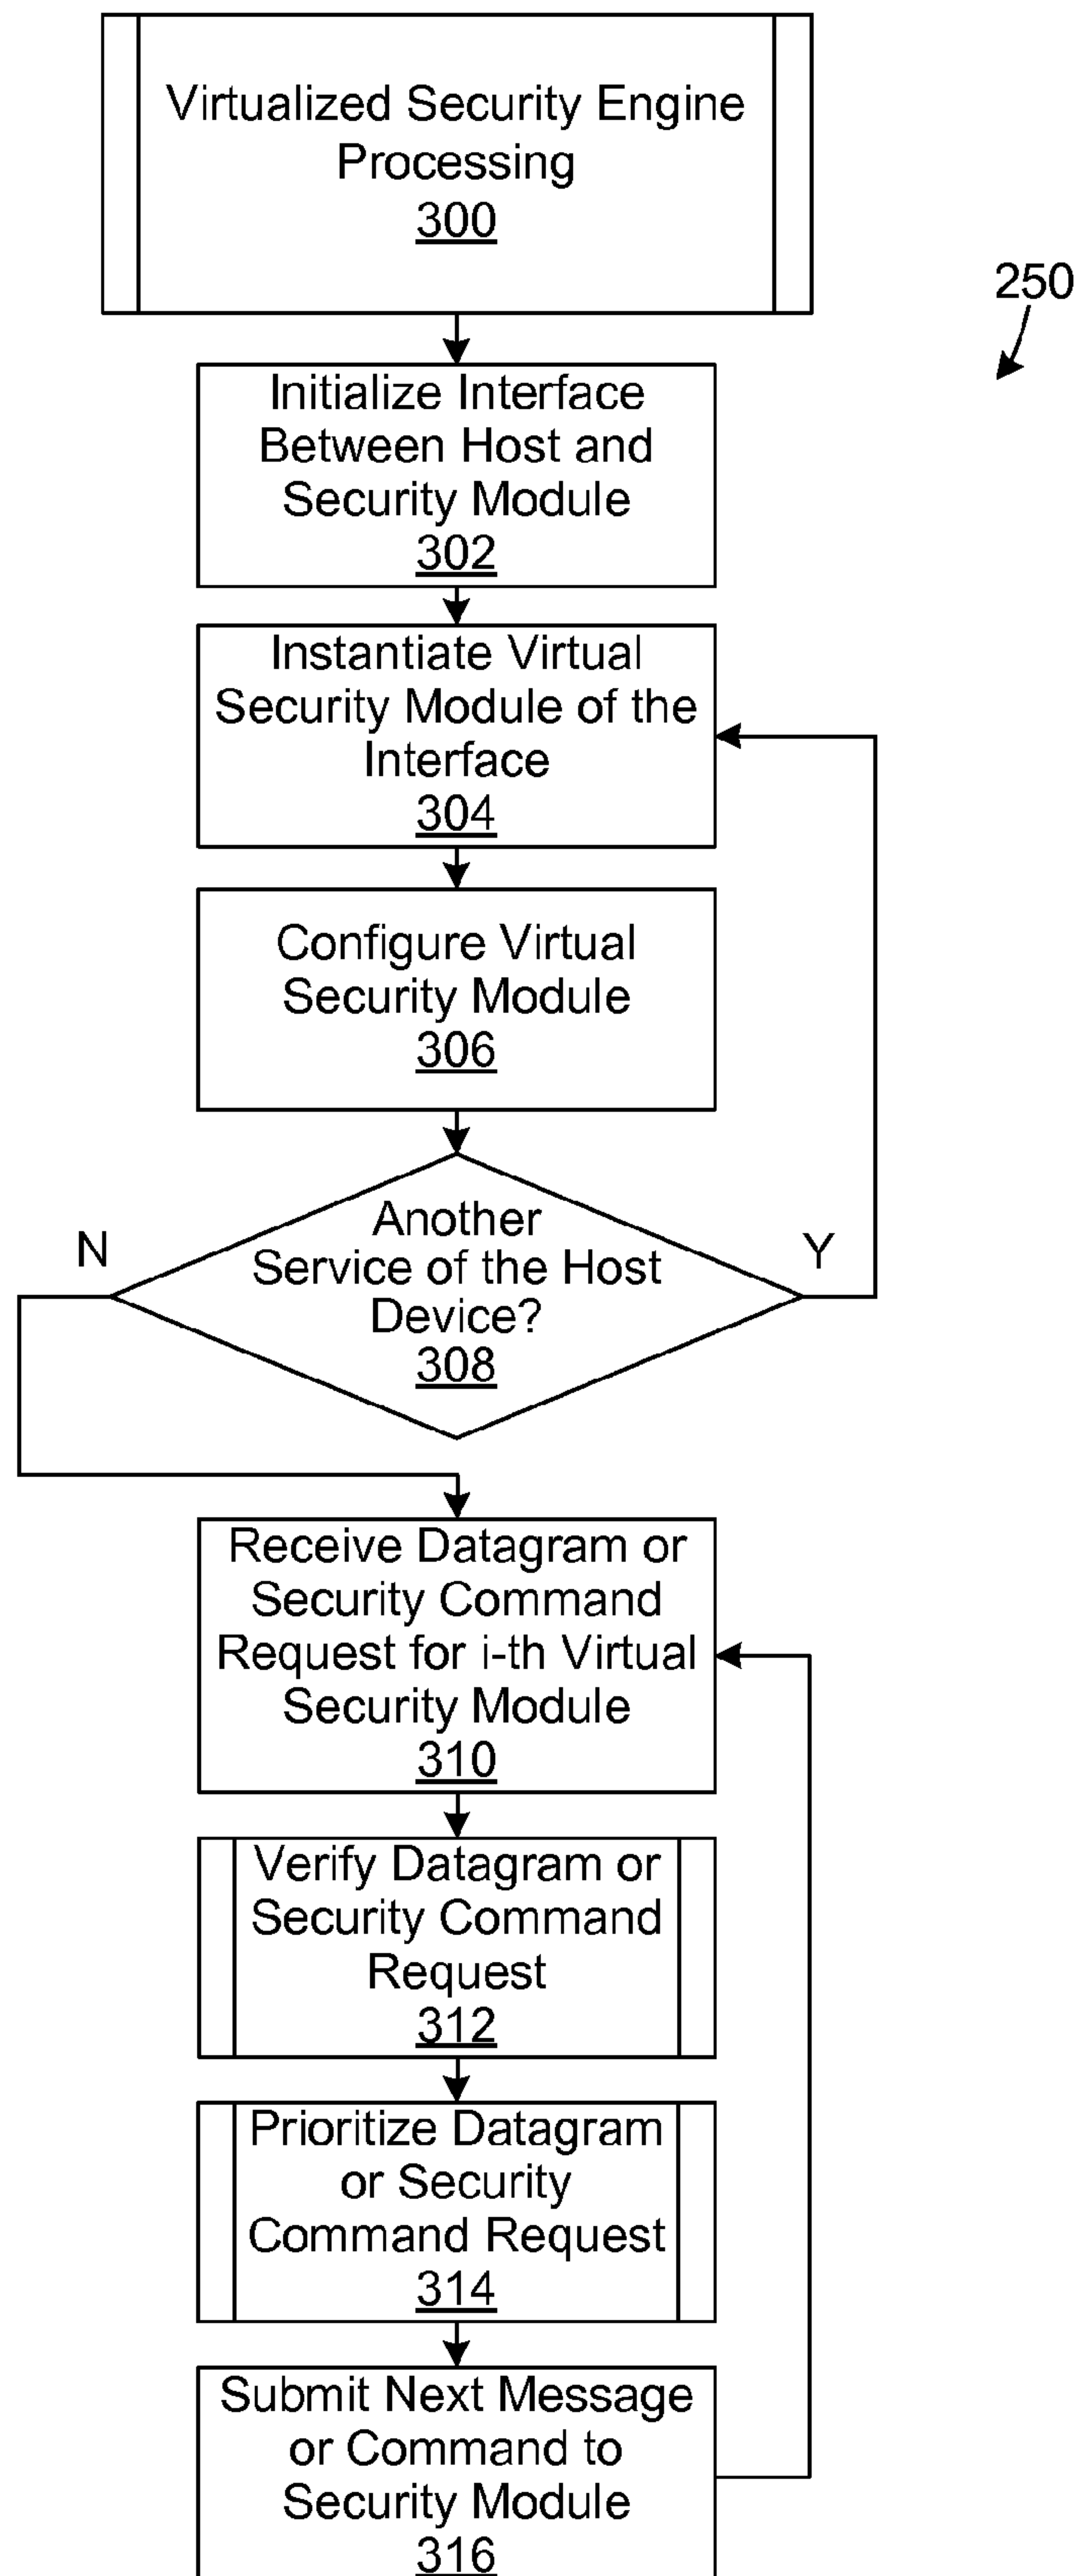 Virtualized Security Engine
Processing
300
250
Initialize Interface
Between Host and
Security Module
302
Instantiate Virtual
Security Module of the
Interface
304
Configure Virtual
Security Module
306
Another
Service of the Host
Device?
308
N
Y
Receive Datagram or
Security Command
Request for i-th Virtual
Security Module
310
Verify Datagram or
Security Command
Request
312
Prioritize Datagram
or Security
Command Request
314
Submit Next Message
or Command to
Security Module
316